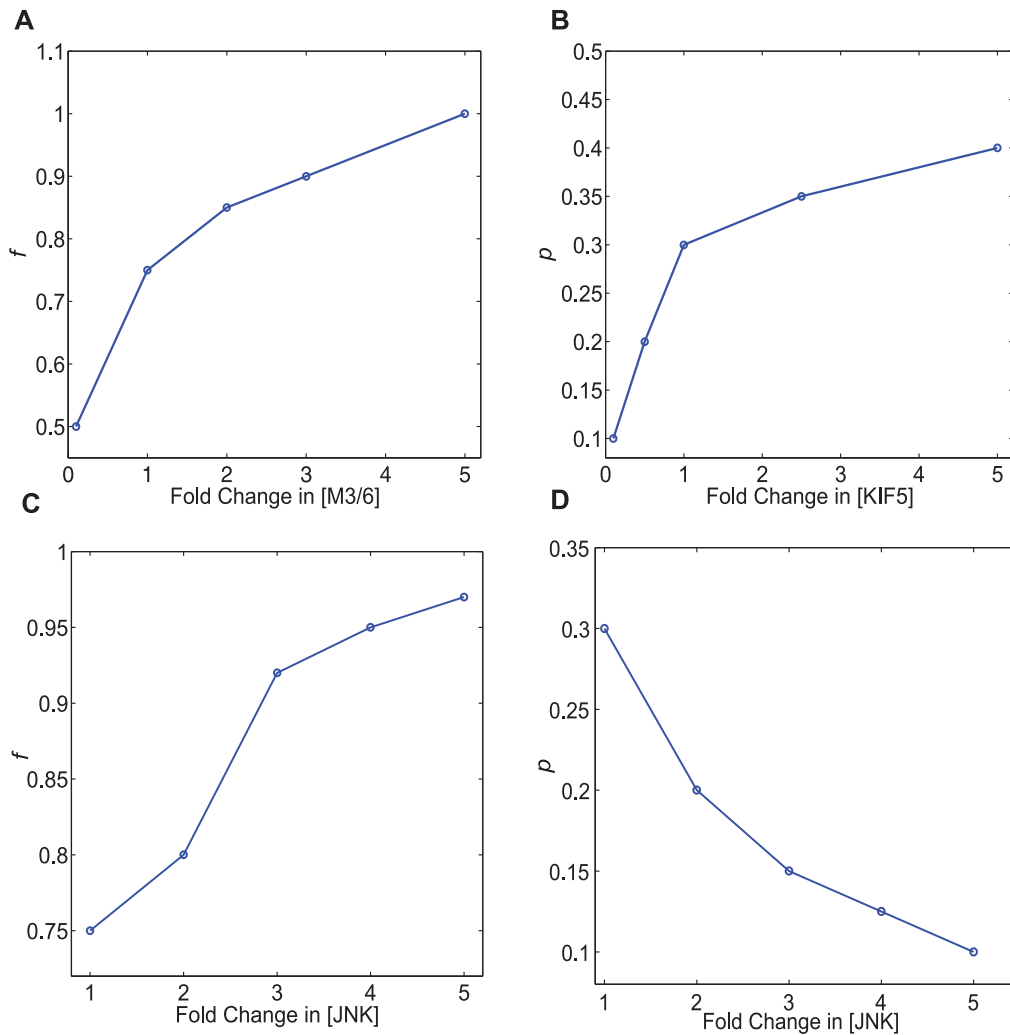 A
1.1
1
0.9
0.8
0.7
0.6
0.5
f
0 1 2 3 4 5
Fold Change in [M3/6]
B
0.5
0.45
0.4
0.35
0.3
0.25
0.2
0.15
0.1
p
0 1 2 3 4 5
Fold Change in [KIF5]
C
1
0.95
0.9
0.85
0.8
0.75
f
1 2 3 4 5
Fold Change in [JNK]
D
0.35
0.3
0.25
0.2
0.15
0.1
p
1 2 3 4 5
Fold Change in [JNK]